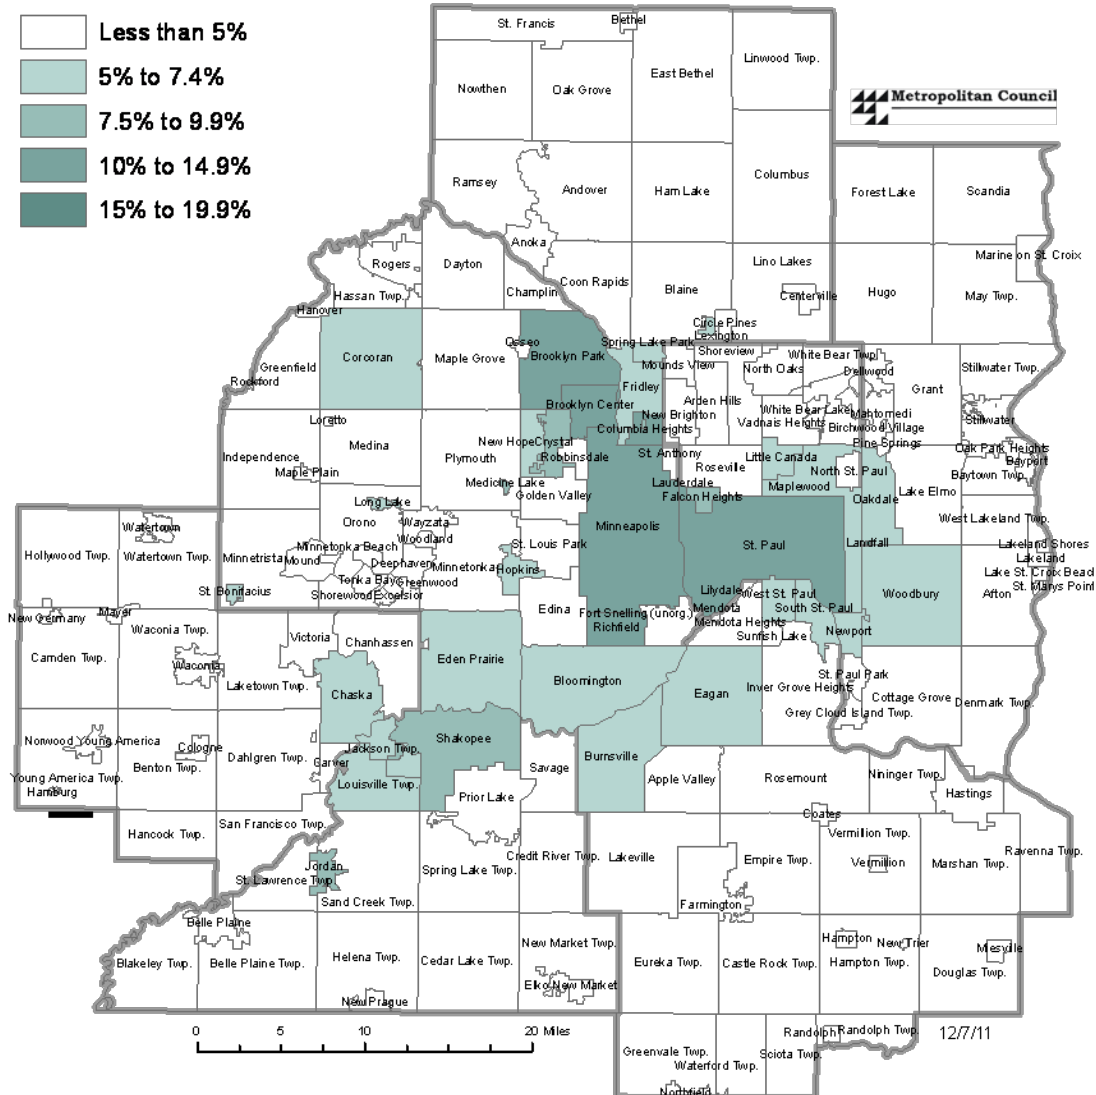 Less than 5%
5% to 7.4%
7.5% to 9.9%
10% to 14.9%
15% to 19.9%
Metropolitan Council
St. Francis
Bethel
Linwood Twp.
East Bethel
Nowthen
Oak Grove
Ramsey
Andover
Ham Lake
Columbus
Forest Lake
Scandia
Anoka
Rogers
Dayton
Lino Lakes
Marine on St. Croix
Hassan Twp.
Champlin
Coon Rapids
Blaine
Centerville
Hugo
May Twp.
Hanover
Circle Pines
Lexington
Corcoran
Maple Grove
Osseo
Brooklyn Park
Spring Lake Park
Shoreview
White Bear Twp.
Greenfield
Mounds View
North Oaks
Dellwood
Stillwater Twp.
Rockford
Fridley
Grant
Brooklyn Center
Arden Hills
New Brighton
White Bear Lake
Mahtomedi
Loretto
Columbia Heights
Vadnais Heights
Birchwood Village
Stillwater
Medina
New Hope
Crystal
Pine Springs
Oak Park Heights
Independence
Plymouth
Robbinsdale
St. Anthony
Little Canada
Bayport
Maple Plain
Roseville
North St. Paul
Baytown Twp.
Medicine Lake
Lauderdale
Maplewood
Lake Elmo
Long Lake
Golden Valley
Falcon Heights
Oakdale
Orono
Wayzata
Minneapolis
West Lakeland Twp.
Watertown
Woodland
St. Louis Park
St. Paul
Landfall
Hollywood Twp.
Watertown Twp.
Minnetrista
Minnetonka Beach
Mound
Deephaven
Minnetonka
Hopkins
Lakeland Shores
Lakeland
Lake St. Croix Beach
St. Marys Point
Tonka Bay
Greenwood
St. Bonifacius
Shorewood
Excelsior
Lilydale
West St. Paul
Woodbury
Afton
Edina
Fort Snelling (unorg.)
Mendota
South St. Paul
New Germany
Mayer
Richfield
Mendota Heights
Newport
Waconia Twp.
Victoria
Chanhassen
Sunfish Lake
Camden Twp.
Waconia
Eden Prairie
St. Paul Park
Laketown Twp.
Chaska
Bloomington
Eagan
Inver Grove Heights
Cottage Grove
Denmark Twp.
Grey Cloud Island Twp.
Norwood Young America
Cologne
Shakopee
Jackson Twp.
Dahlgren Twp.
Carver
Burnsville
Benton Twp.
Savage
Young America Twp.
Louisville Twp.
Apple Valley
Rosemount
Nininger Twp.
Hamburg
Prior Lake
Hastings
San Francisco Twp.
Coates
Hancock Twp.
Vermillion Twp.
Ravenna Twp.
Jordan
Credit River Twp.
Lakeville
Empire Twp.
Vermillion
Marshan Twp.
St. Lawrence Twp.
Spring Lake Twp.
Sand Creek Twp.
Farmington
Belle Plaine
New Market Twp.
Hampton
New Trier
Miesville
Blakeley Twp.
Belle Plaine Twp.
Helena Twp.
Cedar Lake Twp.
Eureka Twp.
Castle Rock Twp.
Hampton Twp.
Douglas Twp.
Elko New Market
New Prague
0 5 10 20 Miles
Randolph
Randolph Twp.
12/7/11
Greenvale Twp.
Sciota Twp.
Waterford Twp.
Northfield